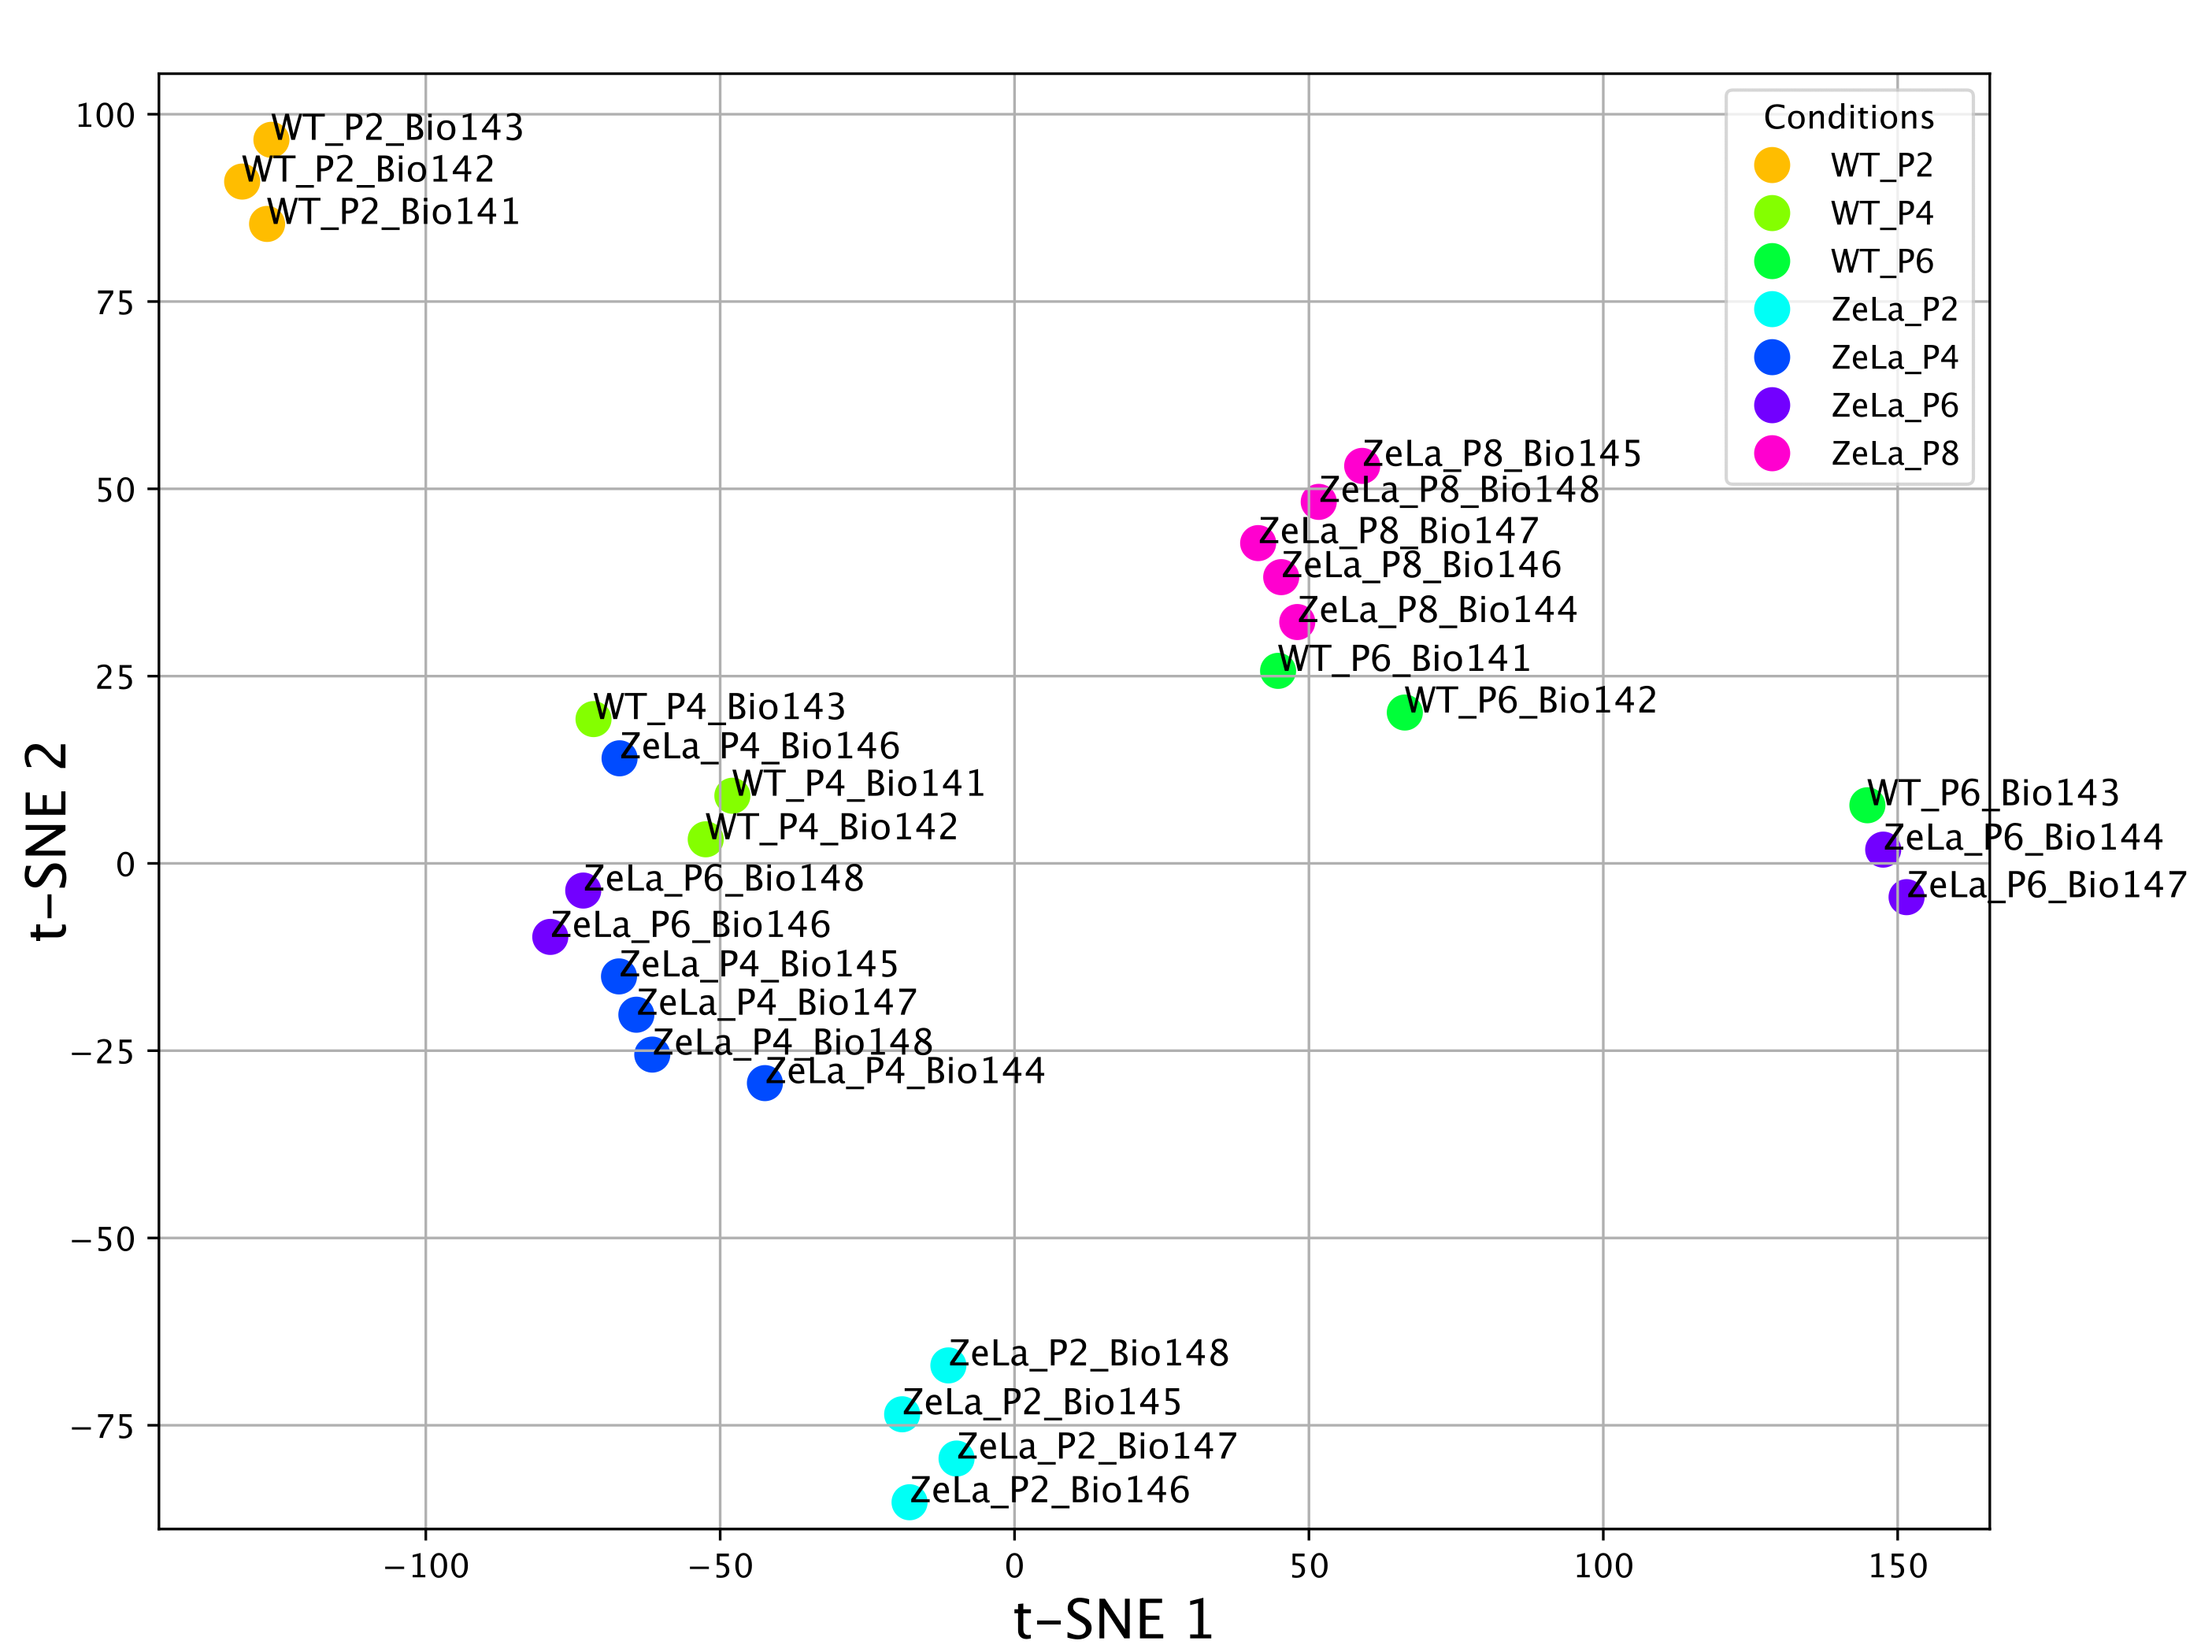 100
75
50
25
0
−25
−50
−75
t-SNE 2
−100
−50
0
50
100
150
t-SNE 1
WT_P2_Bio143
WT_P2_Bio142
WT_P2_Bio141
Conditions
WT_P2
WT_P4
WT_P6
ZeLa_P2
ZeLa_P4
ZeLa_P6
ZeLa_P8
ZeLa_P8_Bio145
ZeLa_P8_Bio148
ZeLa_P8_Bio147
ZeLa_P8_Bio146
ZeLa_P8_Bio144
WT_P6_Bio141
WT_P6_Bio142
WT_P4_Bio143
ZeLa_P4_Bio146
WT_P4_Bio141
WT_P4_Bio142
WT_P6_Bio143
ZeLa_P6_Bio144
ZeLa_P6_Bio147
ZeLa_P6_Bio148
ZeLa_P6_Bio146
ZeLa_P4_Bio145
ZeLa_P4_Bio147
ZeLa_P4_Bio148
ZeLa_P4_Bio144
ZeLa_P2_Bio148
ZeLa_P2_Bio145
ZeLa_P2_Bio147
ZeLa_P2_Bio146